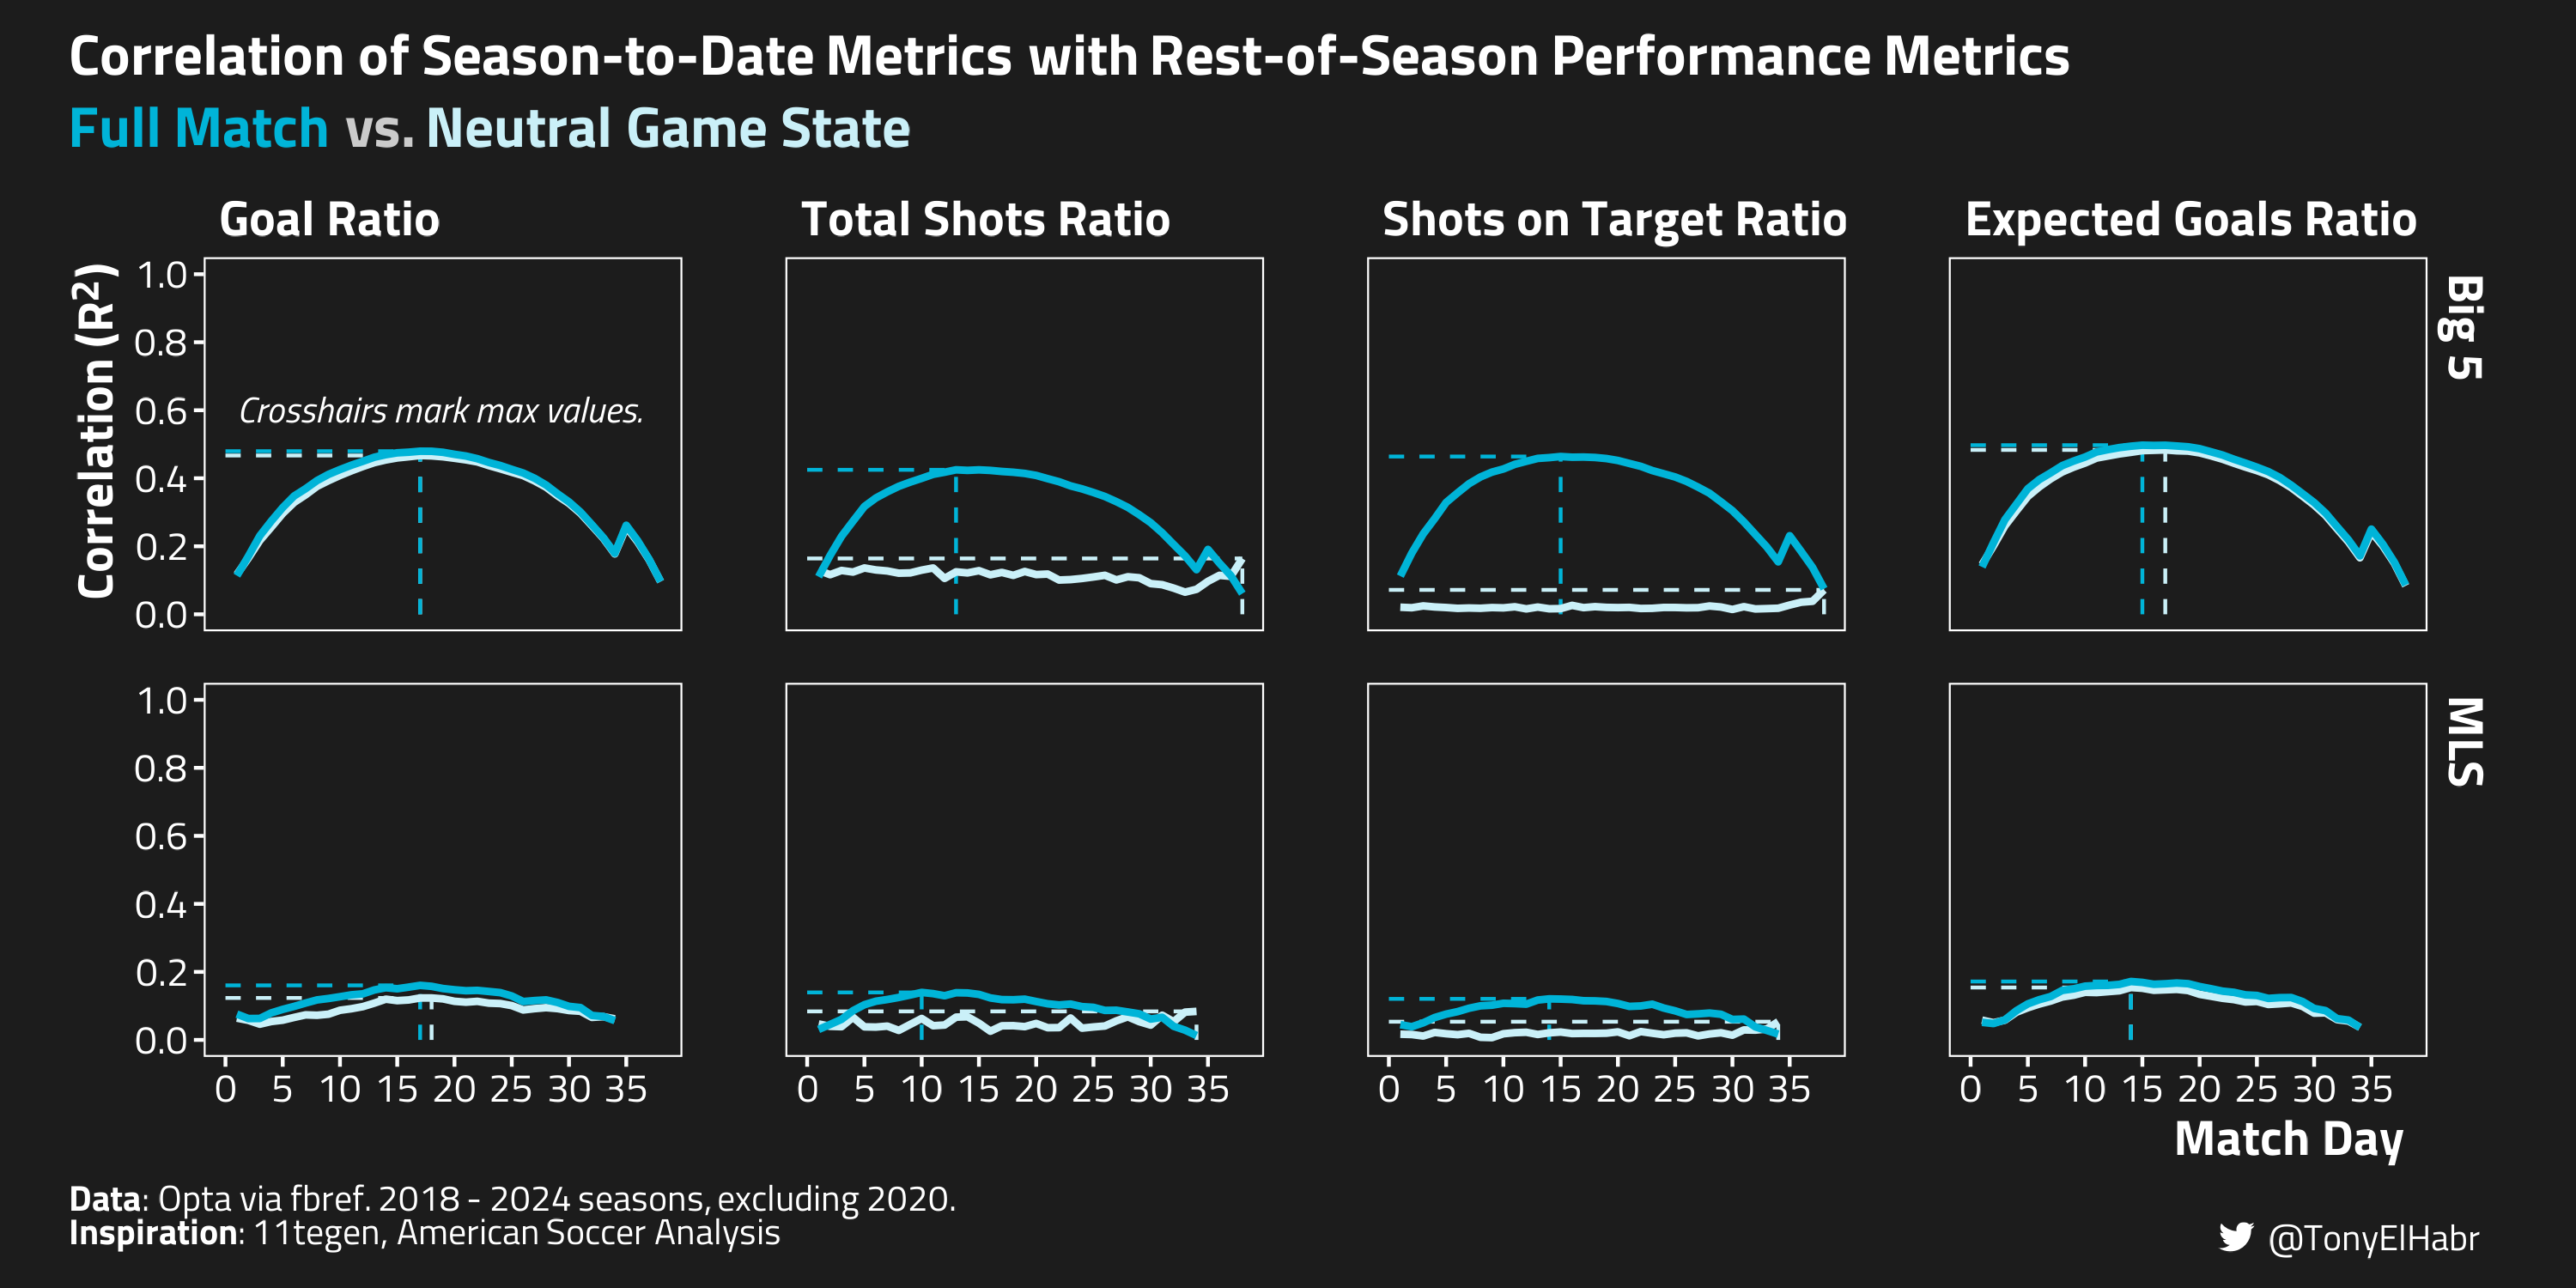 Correlation of Season-to-Date Metrics with Rest-of-Season Performance Metrics
Full Match vs. Neutral Game State
Goal Ratio
Total Shots Ratio
Shots on Target Ratio
Expected Goals Ratio
Correlation (R²)
1.0
0.8
0.6
0.4
0.2
0.0
Crosshairs mark max values.
Big 5
1.0
0.8
0.6
0.4
0.2
0.0
MLS
0 5 10 15 20 25 30 35
0 5 10 15 20 25 30 35
0 5 10 15 20 25 30 35
0 5 10 15 20 25 30 35
Match Day
Data: Opta via fbref. 2018 - 2024 seasons, excluding 2020.
Inspiration: 11tegen, American Soccer Analysis
@TonyElHabr